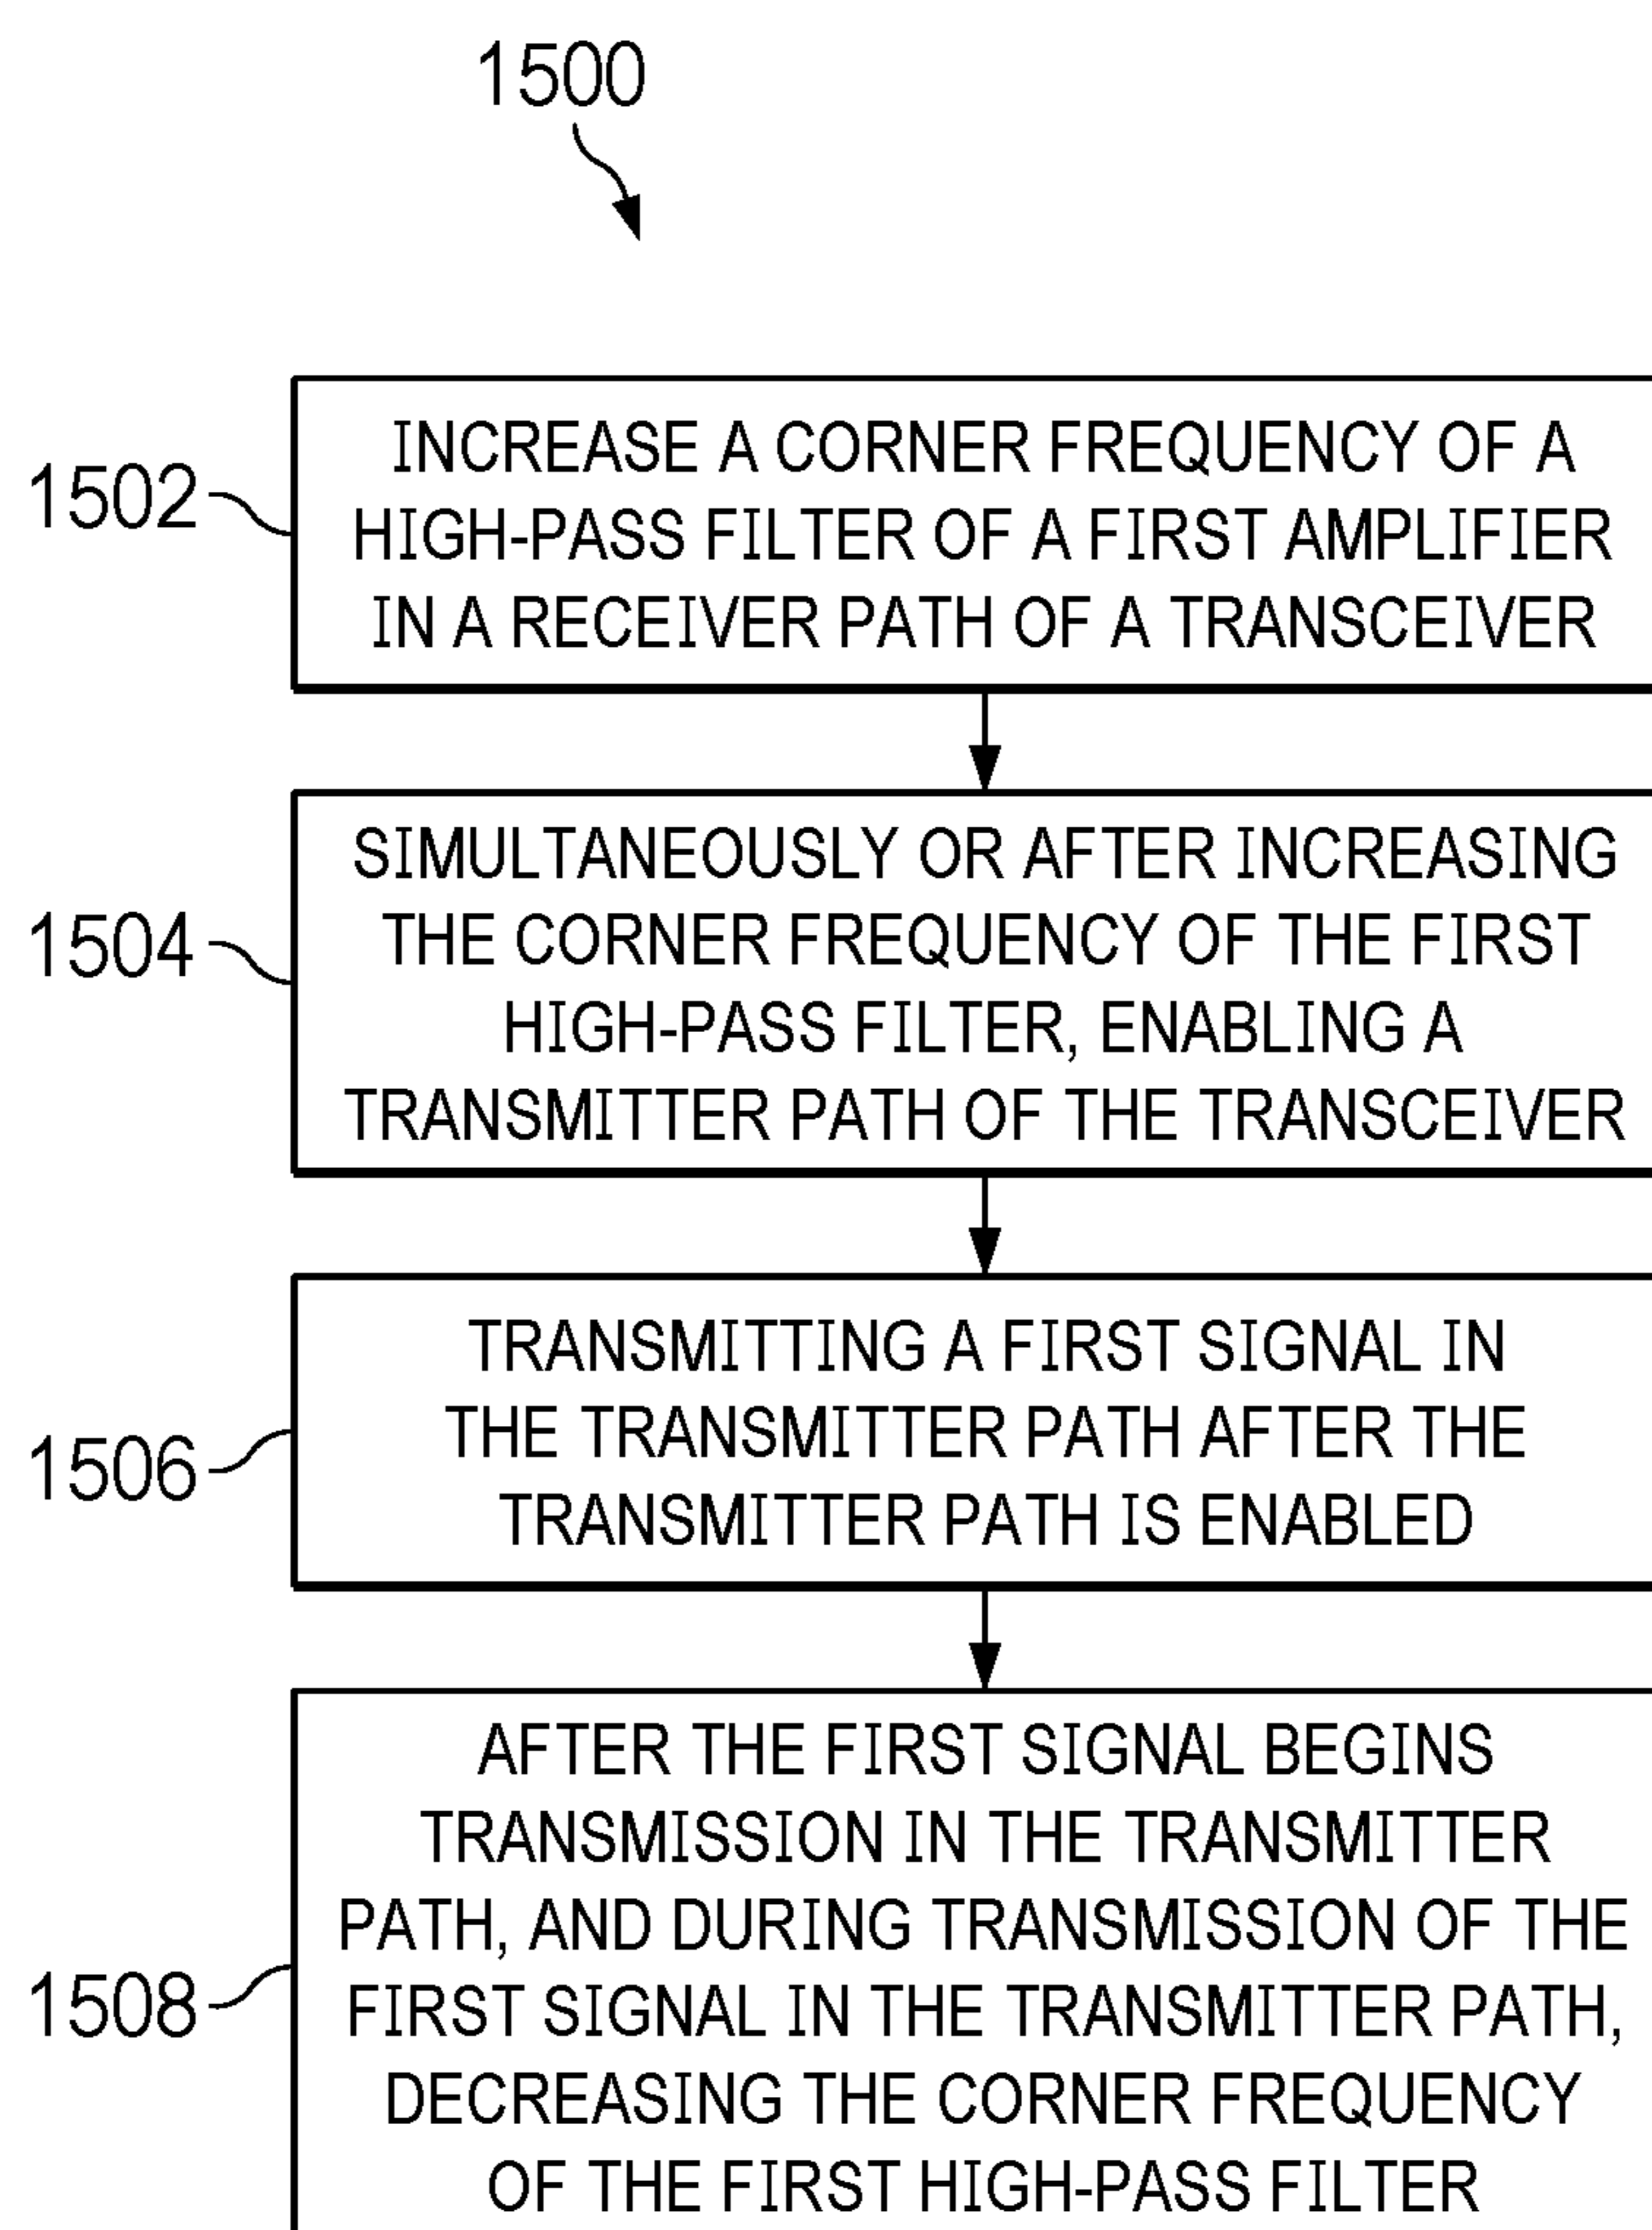 1500
1502
INCREASE A CORNER FREQUENCY OF A
HIGH-PASS FILTER OF A FIRST AMPLIFIER
IN A RECEIVER PATH OF A TRANSCEIVER
1504
SIMULTANEOUSLY OR AFTER INCREASING
THE CORNER FREQUENCY OF THE FIRST
HIGH-PASS FILTER, ENABLING A
TRANSMITTER PATH OF THE TRANSCEIVER
1506
TRANSMITTING A FIRST SIGNAL IN
THE TRANSMITTER PATH AFTER THE
TRANSMITTER PATH IS ENABLED
1508
AFTER THE FIRST SIGNAL BEGINS
TRANSMISSION IN THE TRANSMITTER
PATH, AND DURING TRANSMISSION OF THE
FIRST SIGNAL IN THE TRANSMITTER PATH,
DECREASING THE CORNER FREQUENCY
OF THE FIRST HIGH-PASS FILTER